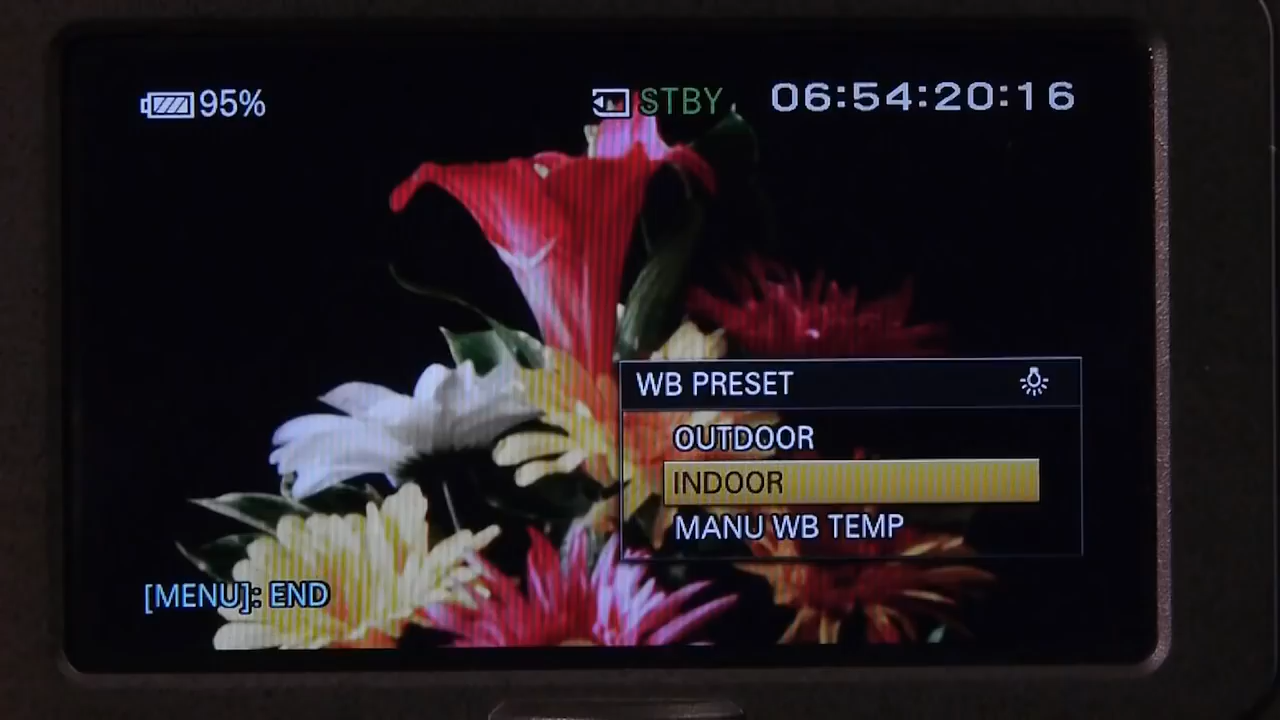 95%
STBY
06:54:20:16
WB PRESET
OUTDOOR
INDOOR
MANU WB TEMP
[MENU]: END